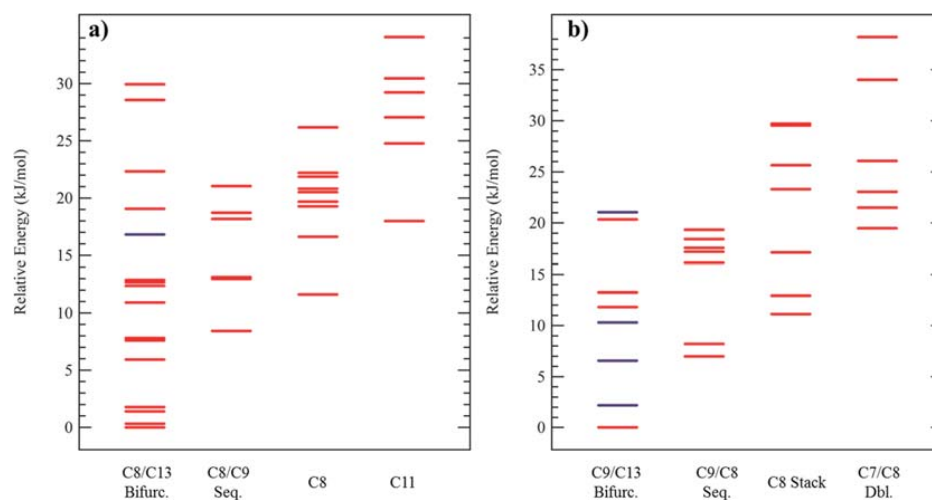 a)
Relative Energy (kJ/mol)
30
25
20
15
10
5
0
C8/C13
Bifurc.
C8/C9
Seq.
C8
C11
b)
Relative Energy (kJ/mol)
35
30
25
20
15
10
5
0
C9/C13
Bifurc.
C9/C8
Seq.
C8 Stack
C7/C8
Dbl.